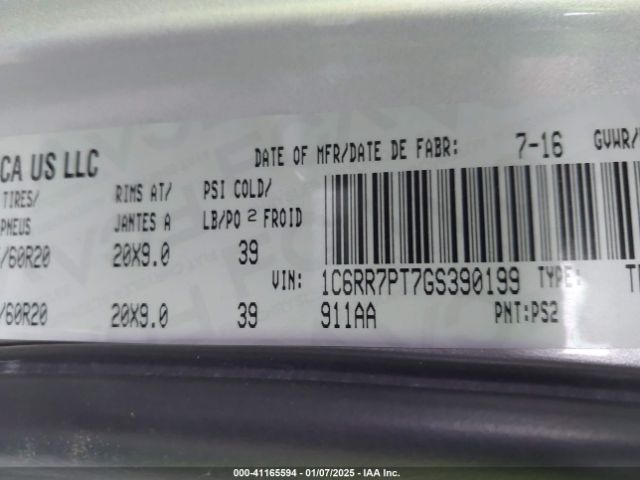 CA US LLC DATE OF MFR/DATE DE FABR: 7-16 GVWR/
TIRES/ RIMS AT/ PSI COLD/
PNEUS JANTES A LB/PO 2 FROID
/60R20 20X9.0 39
VIN: 1C6RR7PT7GS390199 TYPE:
/60R20 20X9.0 39 911AA PNT:PS2
000-41165594 - 01/07/2025 - IAA Inc.